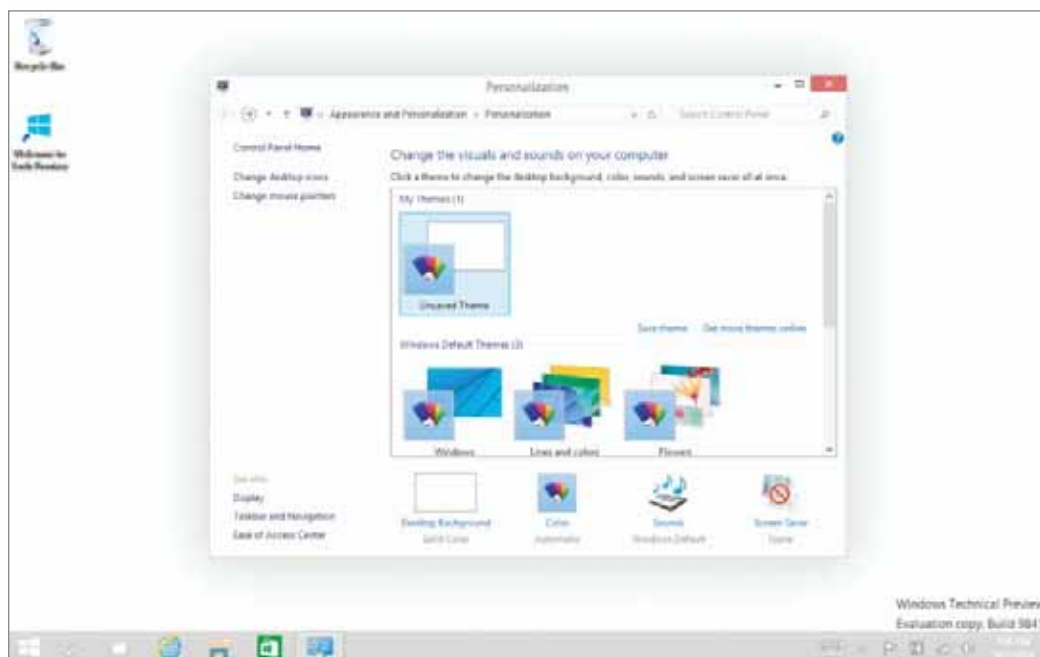 Recycle Bin
Welcome to
Tech Preview
Personalization
Appearance and Personalization
Personalization
Search Control Panel
Control Panel Home
Change desktop icons
Change mouse pointers
Change the visuals and sounds on your computer
Click a theme to change the desktop background, color, sounds, and screen saver all at once.
My Themes (1)
Unsaved Theme
Save theme
Get more themes online
Windows Default Themes (3)
Windows
Lines and colors
Flowers
See also
Display
Taskbar and Navigation
Ease of Access Center
Desktop Background
Solid Color
Color
Automatic
Sounds
Windows Default
Screen Saver
None
Windows Technical Preview
Evaluation copy. Build 984